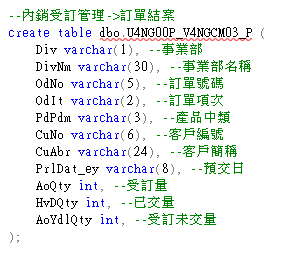 --內銷受訂管理->訂單結案
create table dbo.U4NG00P_V4NGCM03_P (
Div varchar(1), --事業部
DivNm varchar(30), --事業部名稱
OdNo varchar(5), --訂單號碼
OdIt varchar(2), --訂單項次
PdPdm varchar(3), --產品中類
CuNo varchar(6), --客戶編號
CuAbr varchar(24), --客戶簡稱
PrlDat_ey varchar(8), --預交日
AoQty int, --受訂量
HvDQty int, --已交量
AoYdlQty int, --受訂未交量
);